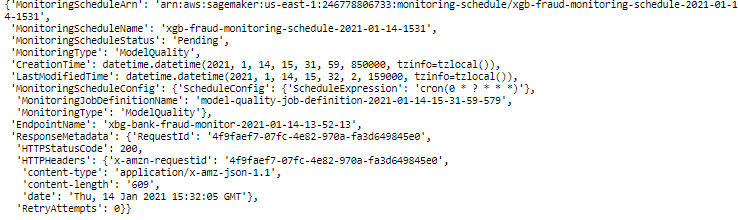 {'MonitoringScheduleArn': 'arn:aws:sagemaker:us-east-1:246778806733:monitoring-schedule/xgb-fraud-monitoring-schedule-2021-01-1
4-1531',
'MonitoringScheduleName': 'xgb-fraud-monitoring-schedule-2021-01-14-1531',
'MonitoringScheduleStatus': 'Pending',
'MonitoringType': 'ModelQuality',
'CreationTime': datetime.datetime(2021, 1, 14, 15, 31, 59, 850000, tzinfo=tzlocal()),
'LastModifiedTime': datetime.datetime(2021, 1, 14, 15, 32, 2, 159000, tzinfo=tzlocal()),
'MonitoringScheduleConfig': {'ScheduleConfig': {'ScheduleExpression': 'cron(0 * ? * * *)'},
'MonitoringJobDefinitionName': 'model-quality-job-definition-2021-01-14-15-31-59-579',
'MonitoringType': 'ModelQuality'},
'EndpointName': 'xbg-bank-fraud-monitor-2021-01-14-13-52-13',
'ResponseMetadata': {'RequestId': '4f9faef7-07fc-4e82-970a-fa3d649845e0',
'HTTPStatusCode': 200,
'HTTPHeaders': {'x-amzn-requestid': '4f9faef7-07fc-4e82-970a-fa3d649845e0',
'content-type': 'application/x-amz-json-1.1',
'content-length': '609',
'date': 'Thu, 14 Jan 2021 15:32:05 GMT'},
'RetryAttempts': 0}}